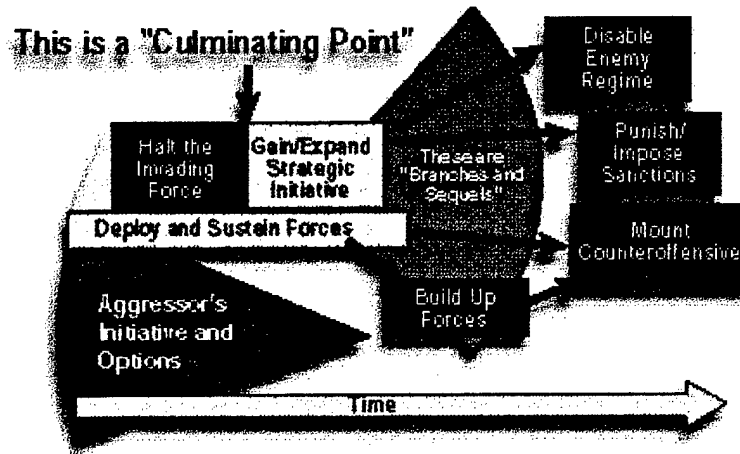 This is a "Culminating Point"
Disable
Enemy
Regime
Halt the
Invading
Force
Gain/Expand
Strategic
Initiative
These are
"Branches and
Sequels"
Punish/
Impose
Sanctions
Deploy and Sustain Forces
Mount
Counteroffensive
Aggressor's
Initiative and
Options
Build Up
Forces
Time